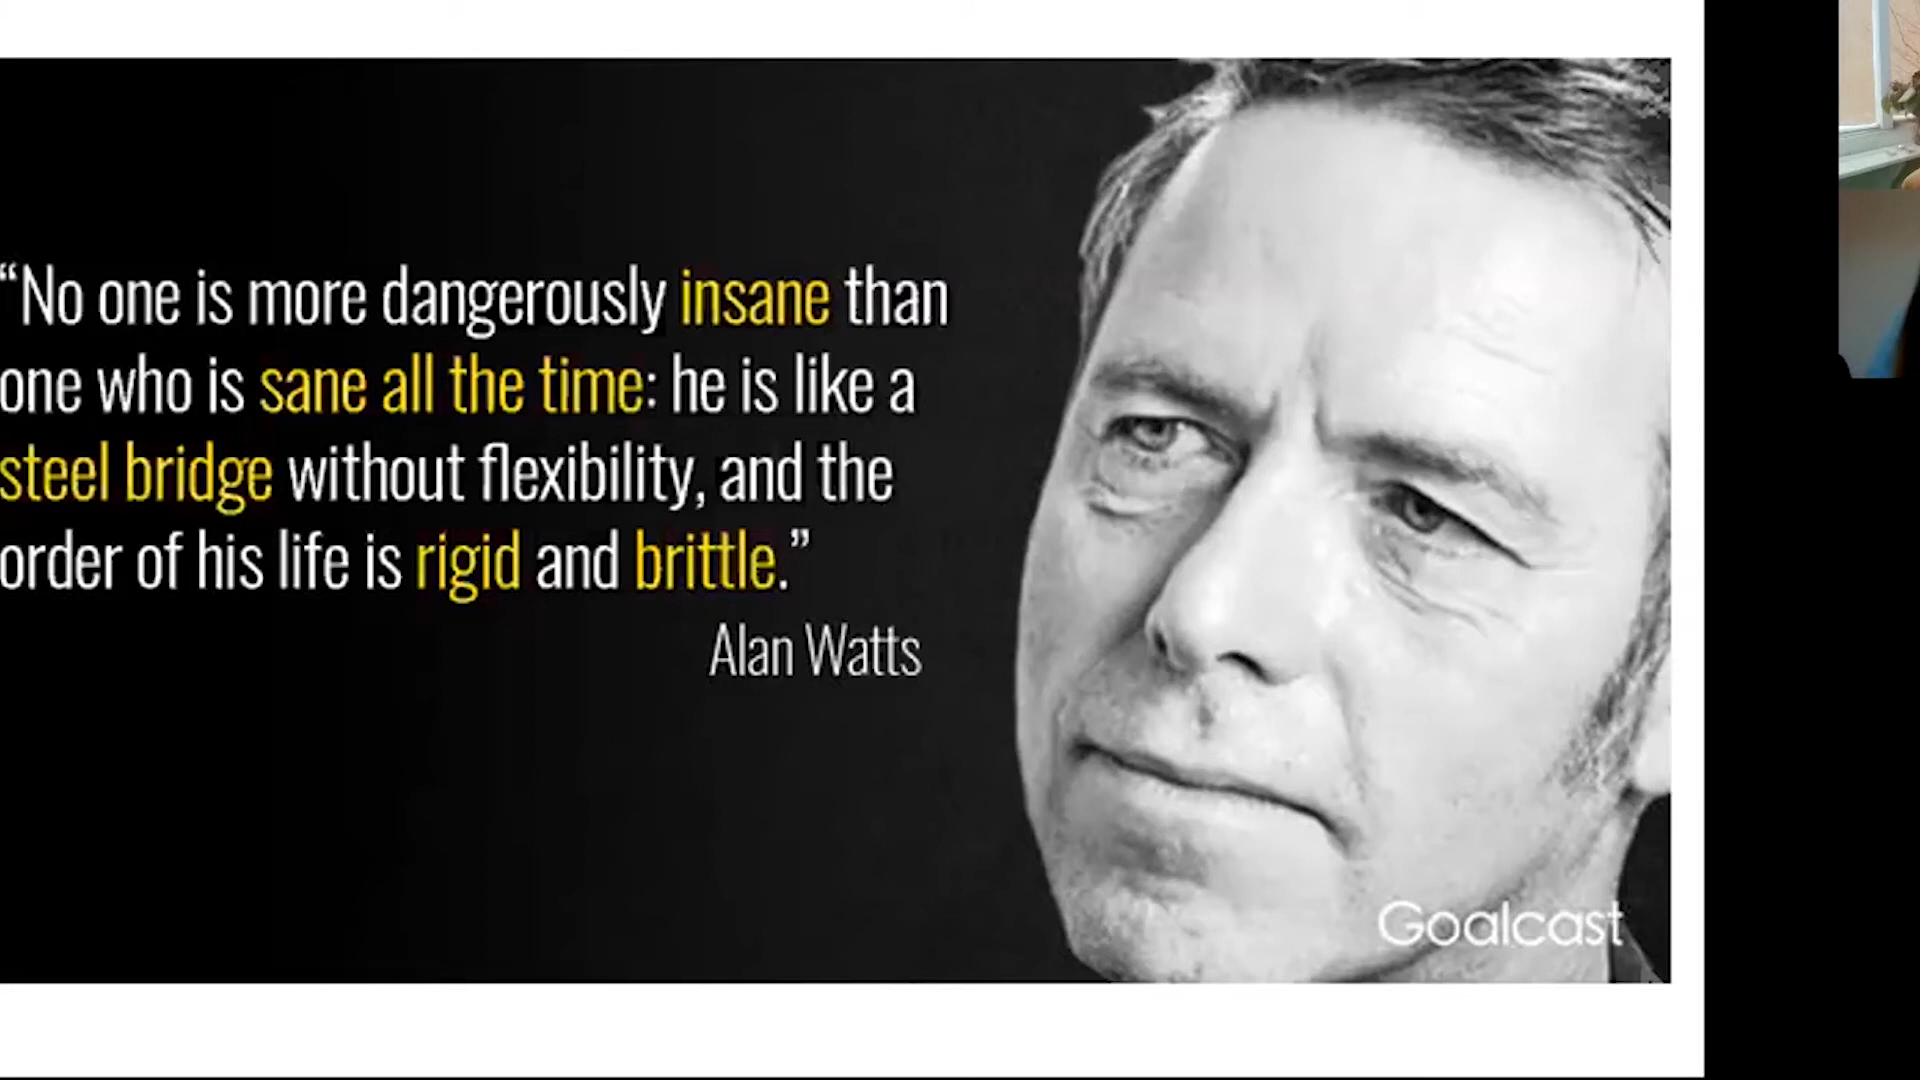 “No one is more dangerously insane than
one who is sane all the time: he is like a
steel bridge without flexibility, and the
order of his life is rigid and brittle.”
Alan Watts
Goalcast